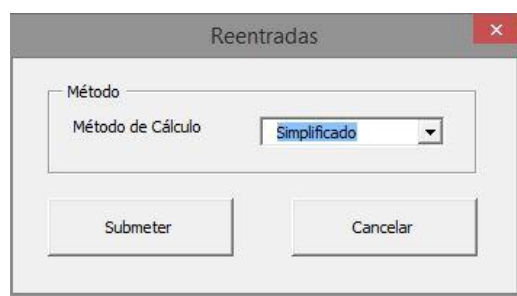 Reentradas
Método
Método de Cálculo Simplificado
Submeter Cancelar